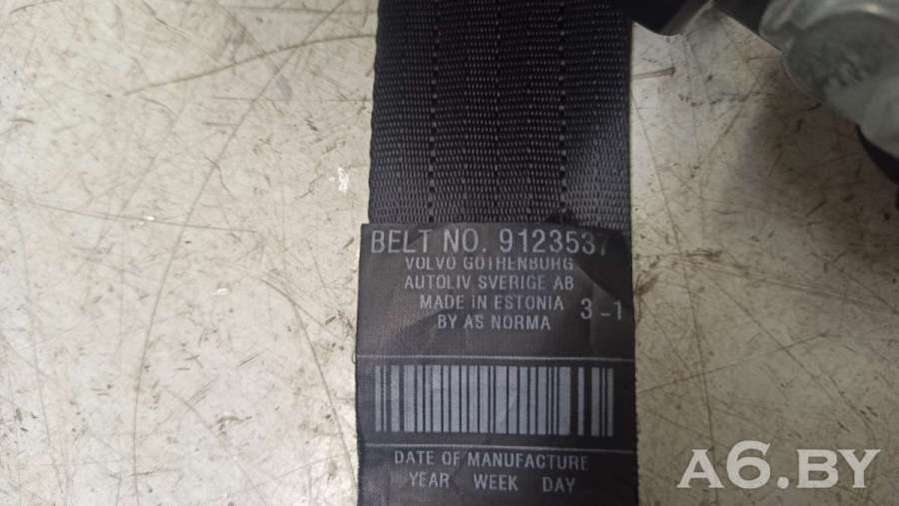 BELT NO. 9123537
VOLVO GOTHENBURG
AUTOLIV SVERIGE AB
MADE IN ESTONIA 3-1
BY AS NORMA
DATE OF MANUFACTURE
YEAR WEEK DAY
A6.BY